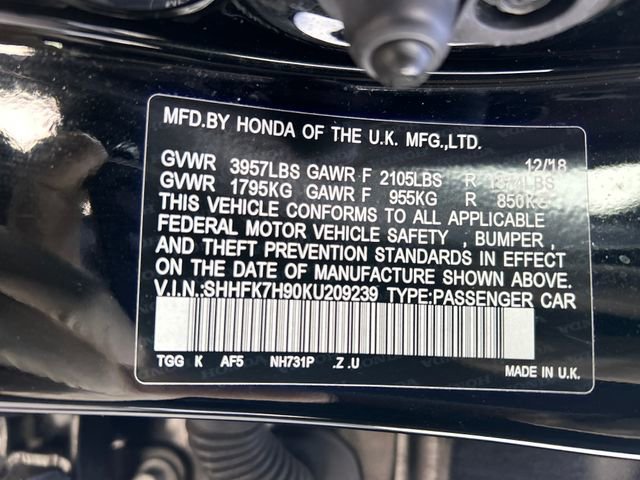 MFD.BY HONDA OF THE U.K. MFG.,LTD.
12/18
GVWR 3957LBS GAWR F 2105LBS R 1874LBS
GVWR 1795KG GAWR F 955KG R 850KG
THIS VEHICLE CONFORMS TO ALL APPLICABLE
FEDERAL MOTOR VEHICLE SAFETY , BUMPER ,
AND THEFT PREVENTION STANDARDS IN EFFECT
ON THE DATE OF MANUFACTURE SHOWN ABOVE.
V.I.N.:SHHFK7H90KU209239 TYPE:PASSENGER CAR
TGG K AF5 NH731P .Z .U
MADE IN U.K.